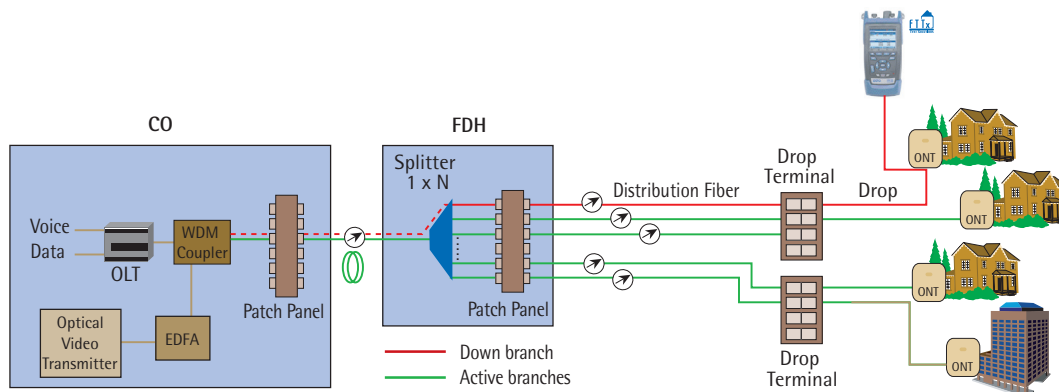 CO
FDH
Voice
Data
OLT
WDM
Coupler
Patch Panel
Optical
Video
Transmitter
EDFA
Splitter
1 x N
Patch Panel
Distribution Fiber
Drop
Terminal
Drop
Drop
Terminal
FTTx
ONT
ONT
ONT
ONT
Down branch
Active branches